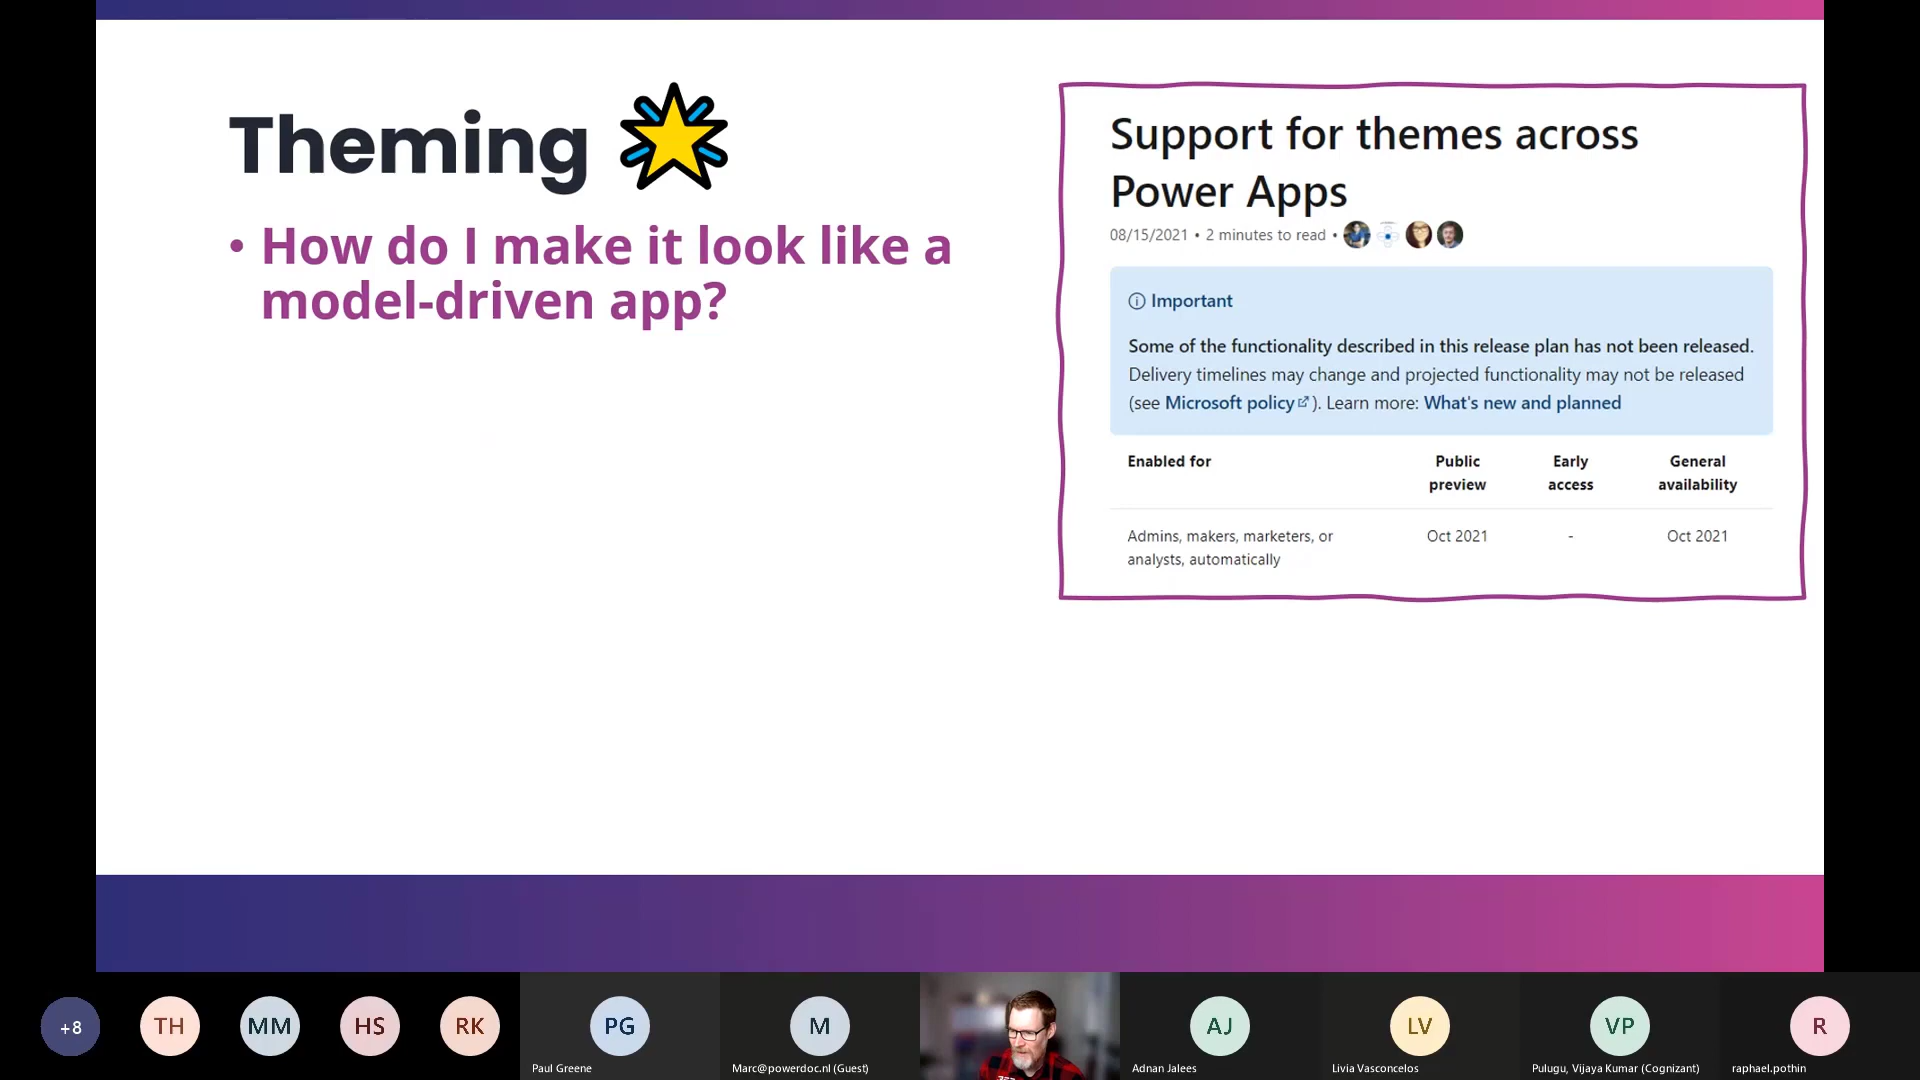 Theming
• How do I make it look like a
model-driven app?
Support for themes across
Power Apps
08/15/2021 • 2 minutes to read •
Important
Some of the functionality described in this release plan has not been released.
Delivery timelines may change and projected functionality may not be released
(see Microsoft policy). Learn more: What's new and planned
Enabled for Public preview Early access General availability
Admins, makers, marketers, or
analysts, automatically
Oct 2021 - Oct 2021
+8 TH MM HS RK PG M AJ LV VP R
Paul Greene Marc@powerdoc.nl (Guest) Adnan Jalees Livia Vasconcelos Pulugu, Vijaya Kumar (Cognizant) raphael.pothin